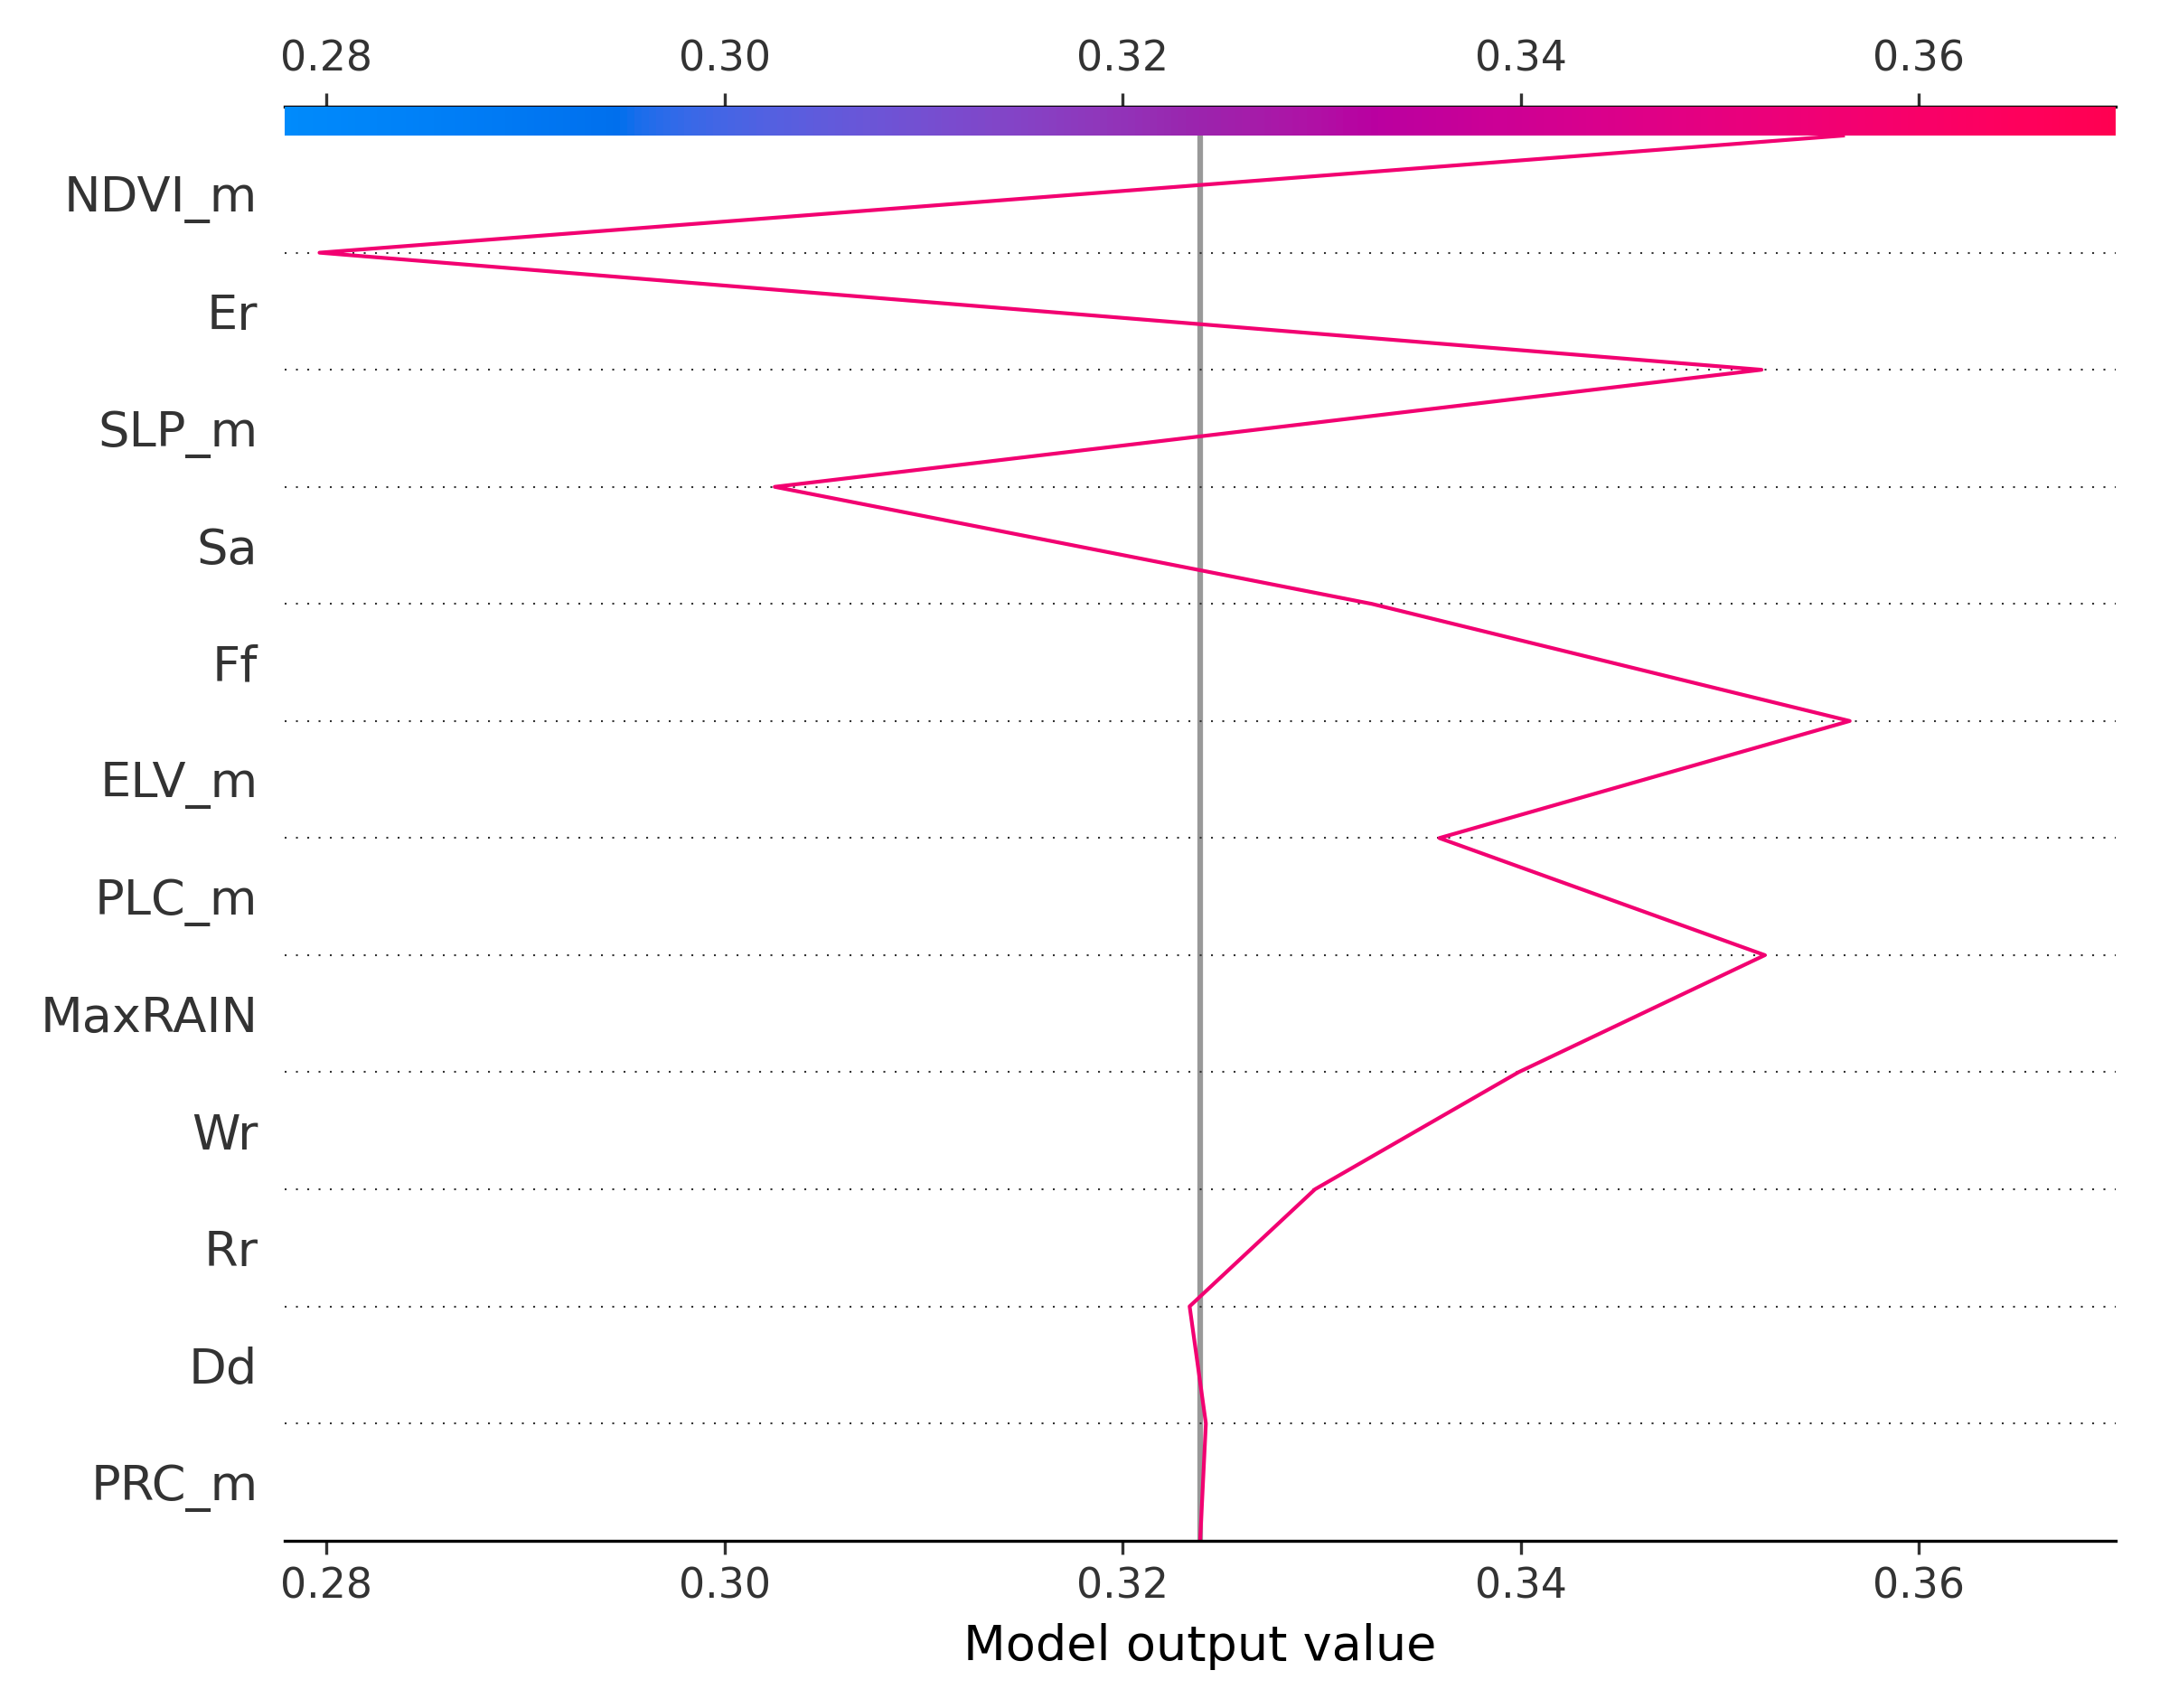 0.28 0.30 0.32 0.34 0.36
NDVI_m
Er
SLP_m
Sa
Ff
ELV_m
PLC_m
MaxRAIN
Wr
Rr
Dd
PRC_m
0.28 0.30 0.32 0.34 0.36
Model output value